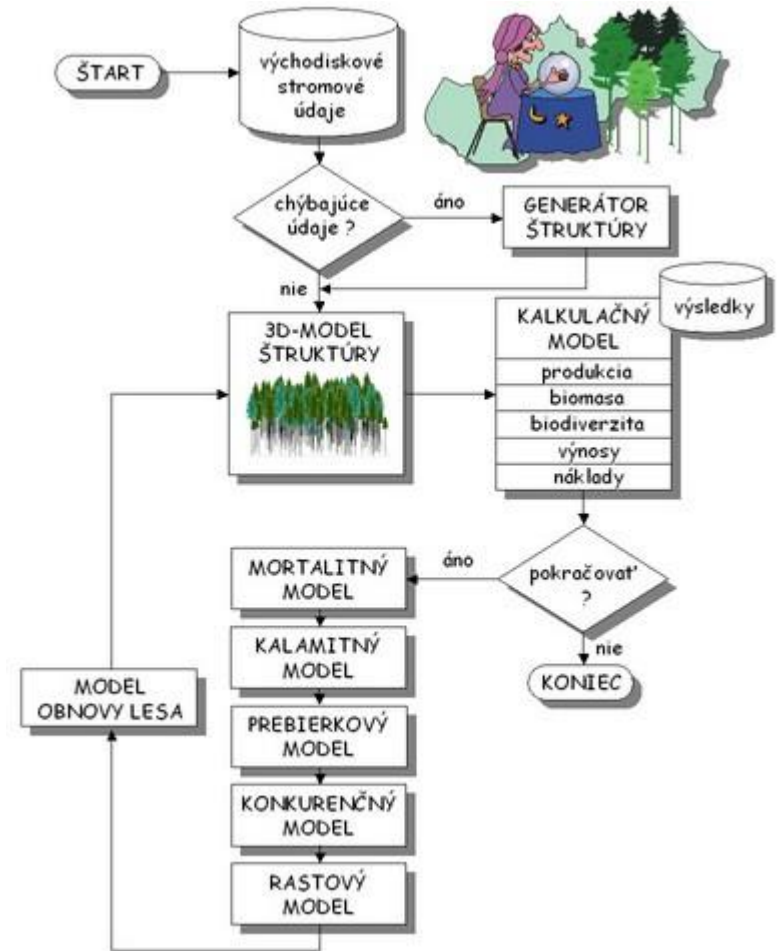 ŠTART
východiskové
stromové
údaje
chýbajúce
údaje ?
áno
GENERÁTOR
ŠTRUKTÚRY
nie
3D-MODEL
ŠTRUKTÚRY
KALKULAČNÝ
MODEL
výsledky
produkcia
biomasa
biodiverzita
výnosy
náklady
pokračovať
?
áno
nie
KONIEC
MORTALITNÝ
MODEL
KALAMITNÝ
MODEL
PREBIERKOVÝ
MODEL
KONKURENČNÝ
MODEL
RASTOVÝ
MODEL
MODEL
OBNOVY LESA